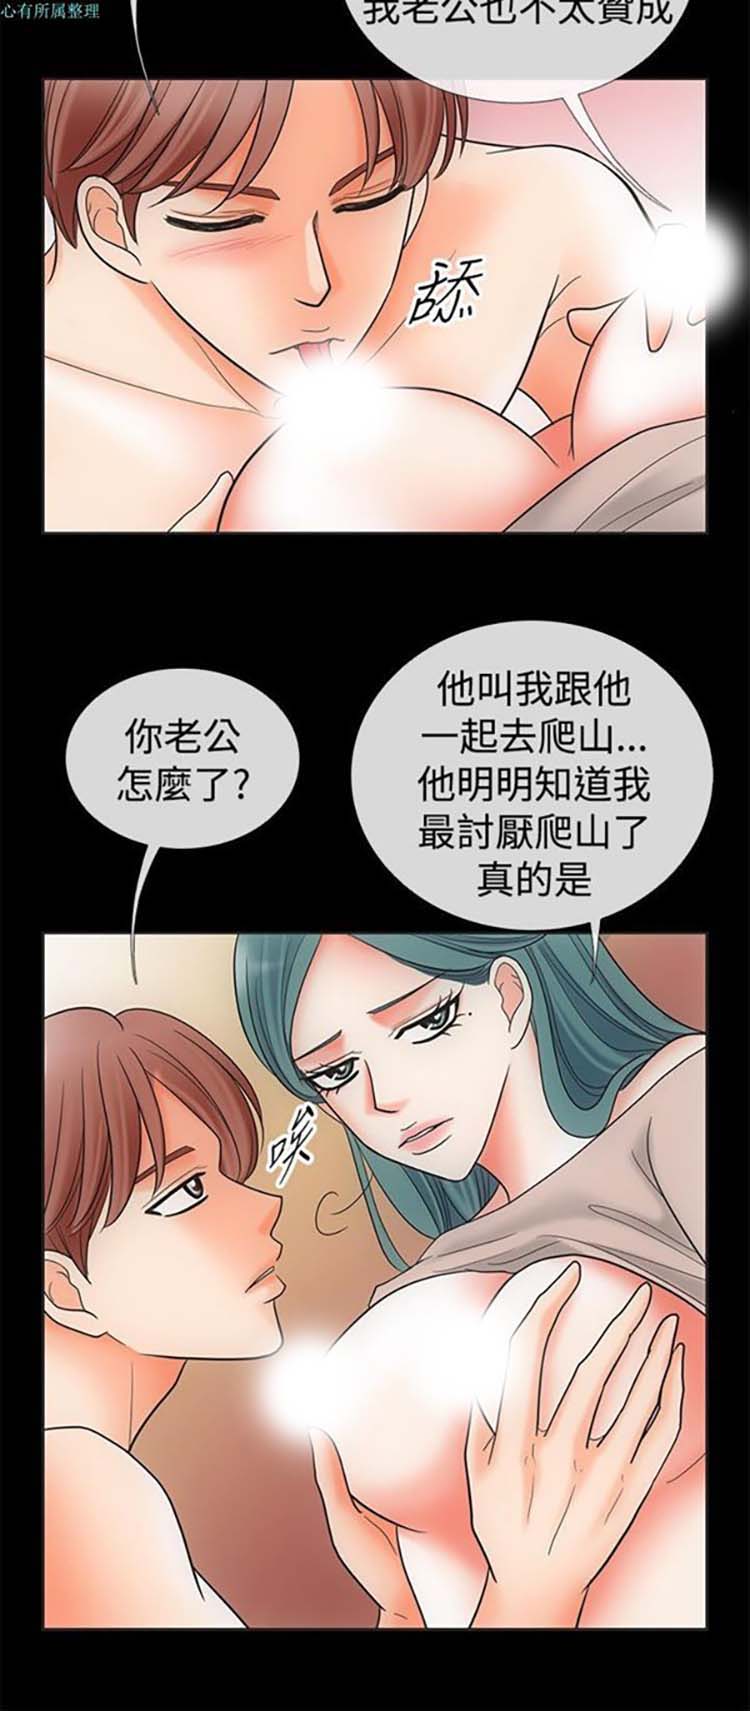 心有所属整理
我老公也不太贊成
舔
你老公
怎麼了?
他叫我跟他
一起去爬山...
他明明知道我
最討厭爬山了
真的是
唉